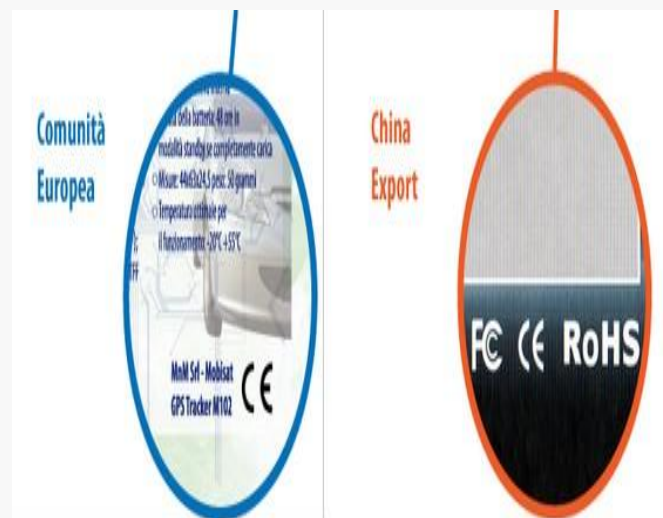 Comunità
Europea
della batteria: 48 ore in
modalità standby se completamente carica
Misure: 44x63x24,5 peso: 50 grammi
Temperatura ottimale per
il funzionamento: -20°C +55°C
MnM Srl - Mobisat
GPS Tracker M102
CE
China
Export
FC CE RoHS